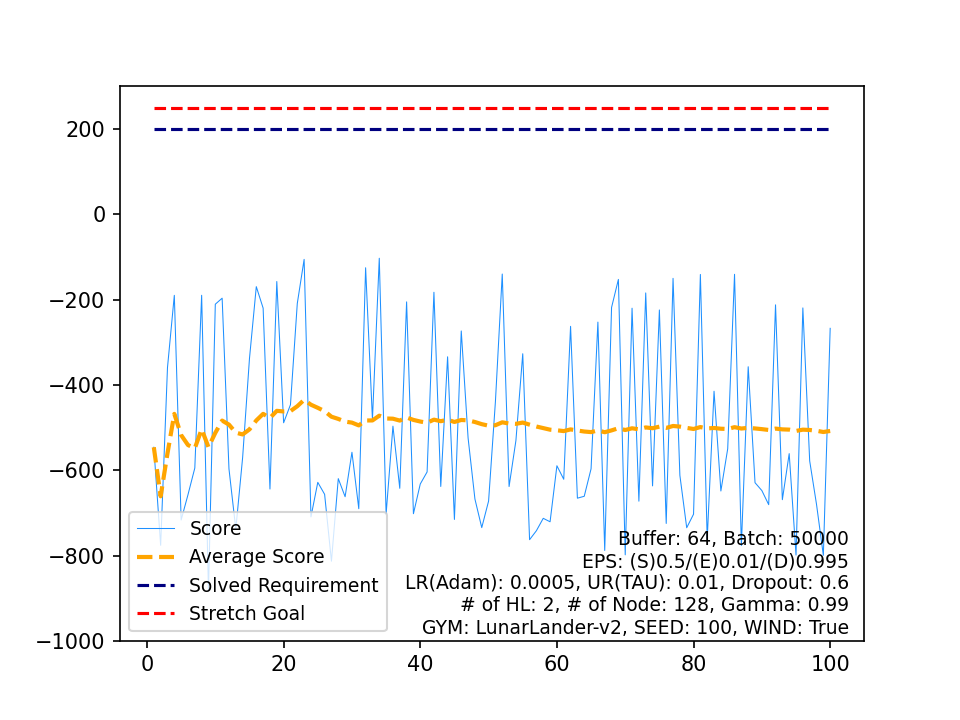 200
0
−200
−400
−600
−800
−1000
0 20 40 60 80 100
Score
Average Score
Solved Requirement
Stretch Goal
Buffer: 64, Batch: 50000
EPS: (S)0.5/(E)0.01/(D)0.995
LR(Adam): 0.0005, UR(TAU): 0.01, Dropout: 0.6
# of HL: 2, # of Node: 128, Gamma: 0.99
GYM: LunarLander-v2, SEED: 100, WIND: True